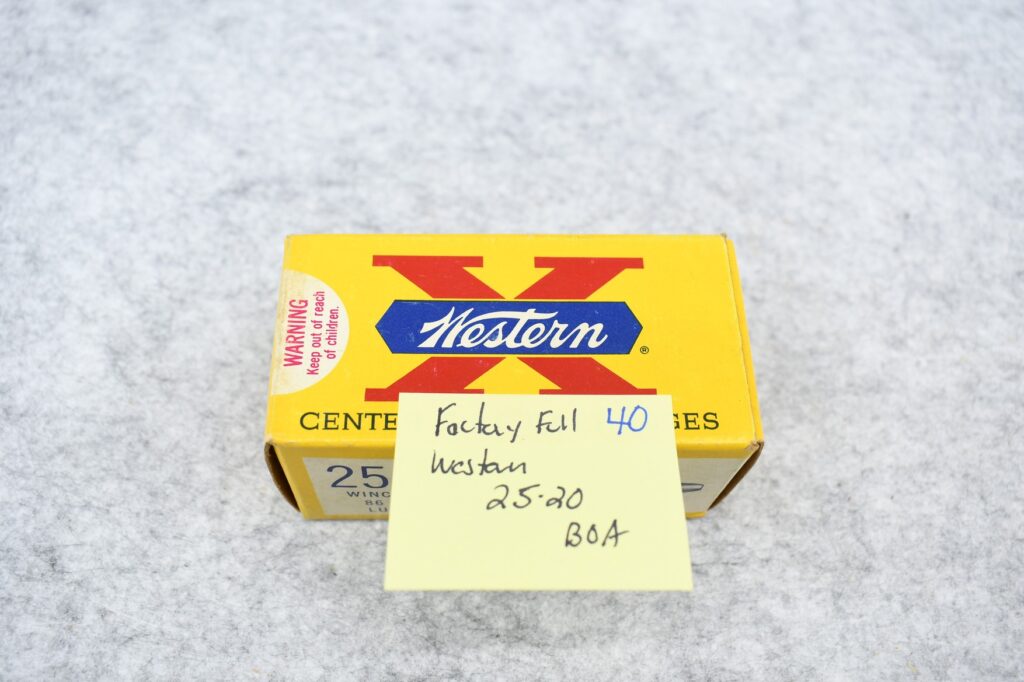 WARNING
Keep out of reach
of children.
Western
®
CENTE
GES
25
WINC
86
LU
Factory Full 40
Western
25-20
BOA